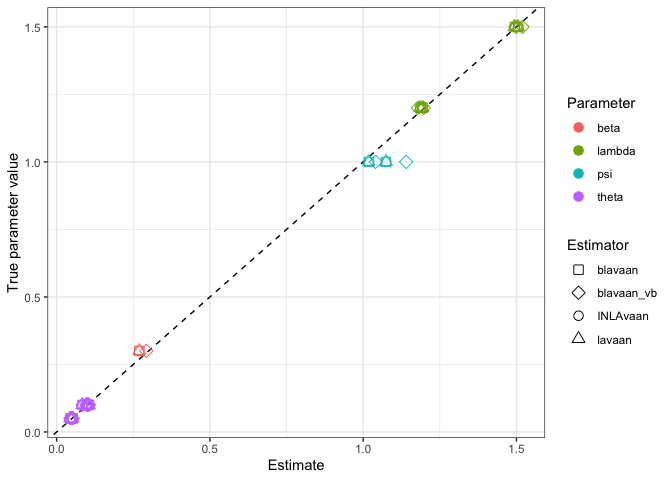 1.5
1.0
0.5
0.0
True parameter value
0.0 0.5 1.0 1.5
Estimate
Parameter
beta
lambda
psi
theta
Estimator
blavaan
blavaan_vb
INLAvaan
lavaan